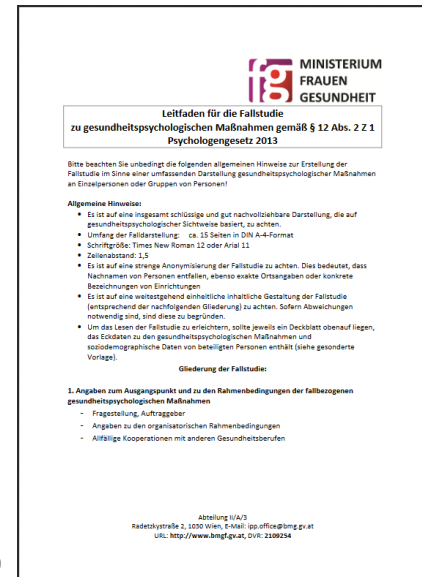 MINISTERIUM
FRAUEN
GESUNDHEIT
Leitfaden für die Fallstudie
zu gesundheitspsychologischen Maßnahmen gemäß § 12 Abs. 2 Z 1
Psychologengesetz 2013
Bitte beachten Sie unbedingt die folgenden allgemeinen Hinweise zur Erstellung der
Fallstudie im Sinne einer umfassenden Darstellung gesundheitspsychologischer Maßnahmen
an Einzelpersonen oder Gruppen von Personen!
Allgemeine Hinweise:
• Es ist auf eine insgesamt schlüssige und gut nachvollziehbare Darstellung, die auf
gesundheitspsychologischer Sichtweise basiert, zu achten.
• Umfang der Falldarstellung: ca. 15 Seiten in DIN A-4-Format
• Schriftgröße: Times New Roman 12 oder Arial 11
• Zeilenabstand: 1,5
• Es ist auf eine strenge Anonymisierung der Fallstudie zu achten. Dies bedeutet, dass
Nachnamen von Personen entfallen, ebenso exakte Ortsangaben oder konkrete
Bezeichnungen von Einrichtungen
• Es ist auf eine weitestgehend einheitliche inhaltliche Gestaltung der Fallstudie
(entsprechend der nachfolgenden Gliederung) zu achten. Sofern Abweichungen
notwendig sind, sind diese zu begründen.
• Um das Lesen der Fallstudie zu erleichtern, sollte jeweils ein Deckblatt obenauf liegen,
das Eckdaten zu den gesundheitspsychologischen Maßnahmen und
soziodemographische Daten von beteiligten Personen enthält (siehe gesonderte
Vorlage).
Gliederung der Fallstudie:
1. Angaben zum Ausgangspunkt und zu den Rahmenbedingungen der fallbezogenen
gesundheitspsychologischen Maßnahmen
- Fragestellung, Auftraggeber
- Angaben zu den organisatorischen Rahmenbedingungen
- Allfällige Kooperationen mit anderen Gesundheitsberufen
Abteilung II/A/3
Radetzkystraße 2, 1030 Wien, E-Mail: ipp.office@bmg.gv.at
URL: http://www.bmgf.gv.at, DVR: 2109254